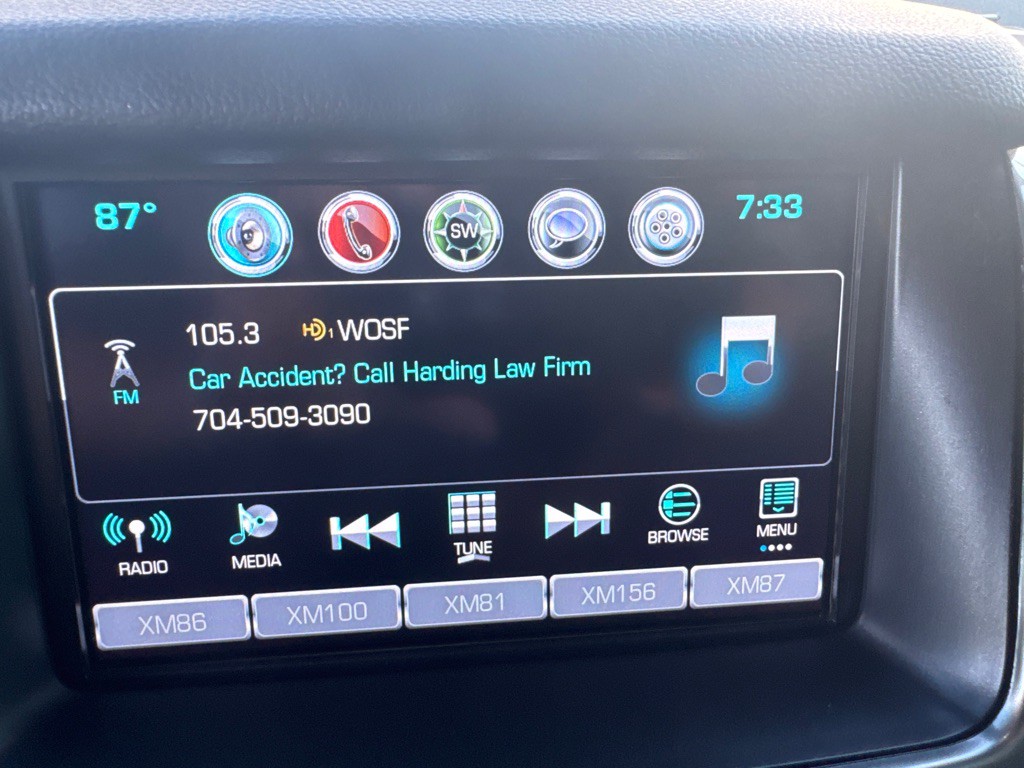 87°
SW
7:33
105.3 HD1 WOSF
FM
Car Accident? Call Harding Law Firm
704-509-3090
RADIO
MEDIA
TUNE
BROWSE
MENU
XM86
XM100
XM81
XM156
XM87